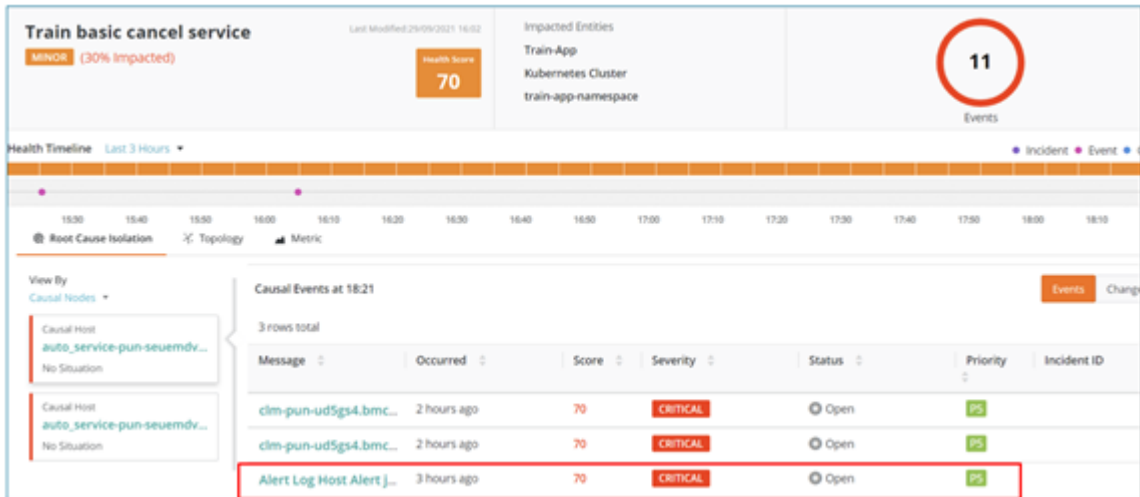 Train basic cancel service
Last Modified:29/09/2021 16:02
MINOR (30% Impacted)
Health Score
70
Impacted Entities
Train-App
Kubernetes Cluster
train-app-namespace
11
Events
Health Timeline Last 3 Hours
Incident Event
15:30 15:40 15:50 16:00 16:10 16:20 16:30 16:40 16:50 17:00 17:10 17:20 17:30 17:40 17:50 18:00 18:10
Root Cause Isolation Topology Metric
View By
Causal Nodes
Causal Host
auto_service-pun-seuemdv...
No Situation
Causal Host
auto_service-pun-seuemdv...
No Situation
Causal Events at 18:21
Events Change
3 rows total
Message Occurred Score Severity Status Priority Incident ID
clm-pun-ud5gs4.bmc... 2 hours ago 70 CRITICAL Open P5
clm-pun-ud5gs4.bmc... 2 hours ago 70 CRITICAL Open P5
Alert Log Host Alert j... 3 hours ago 70 CRITICAL Open P5